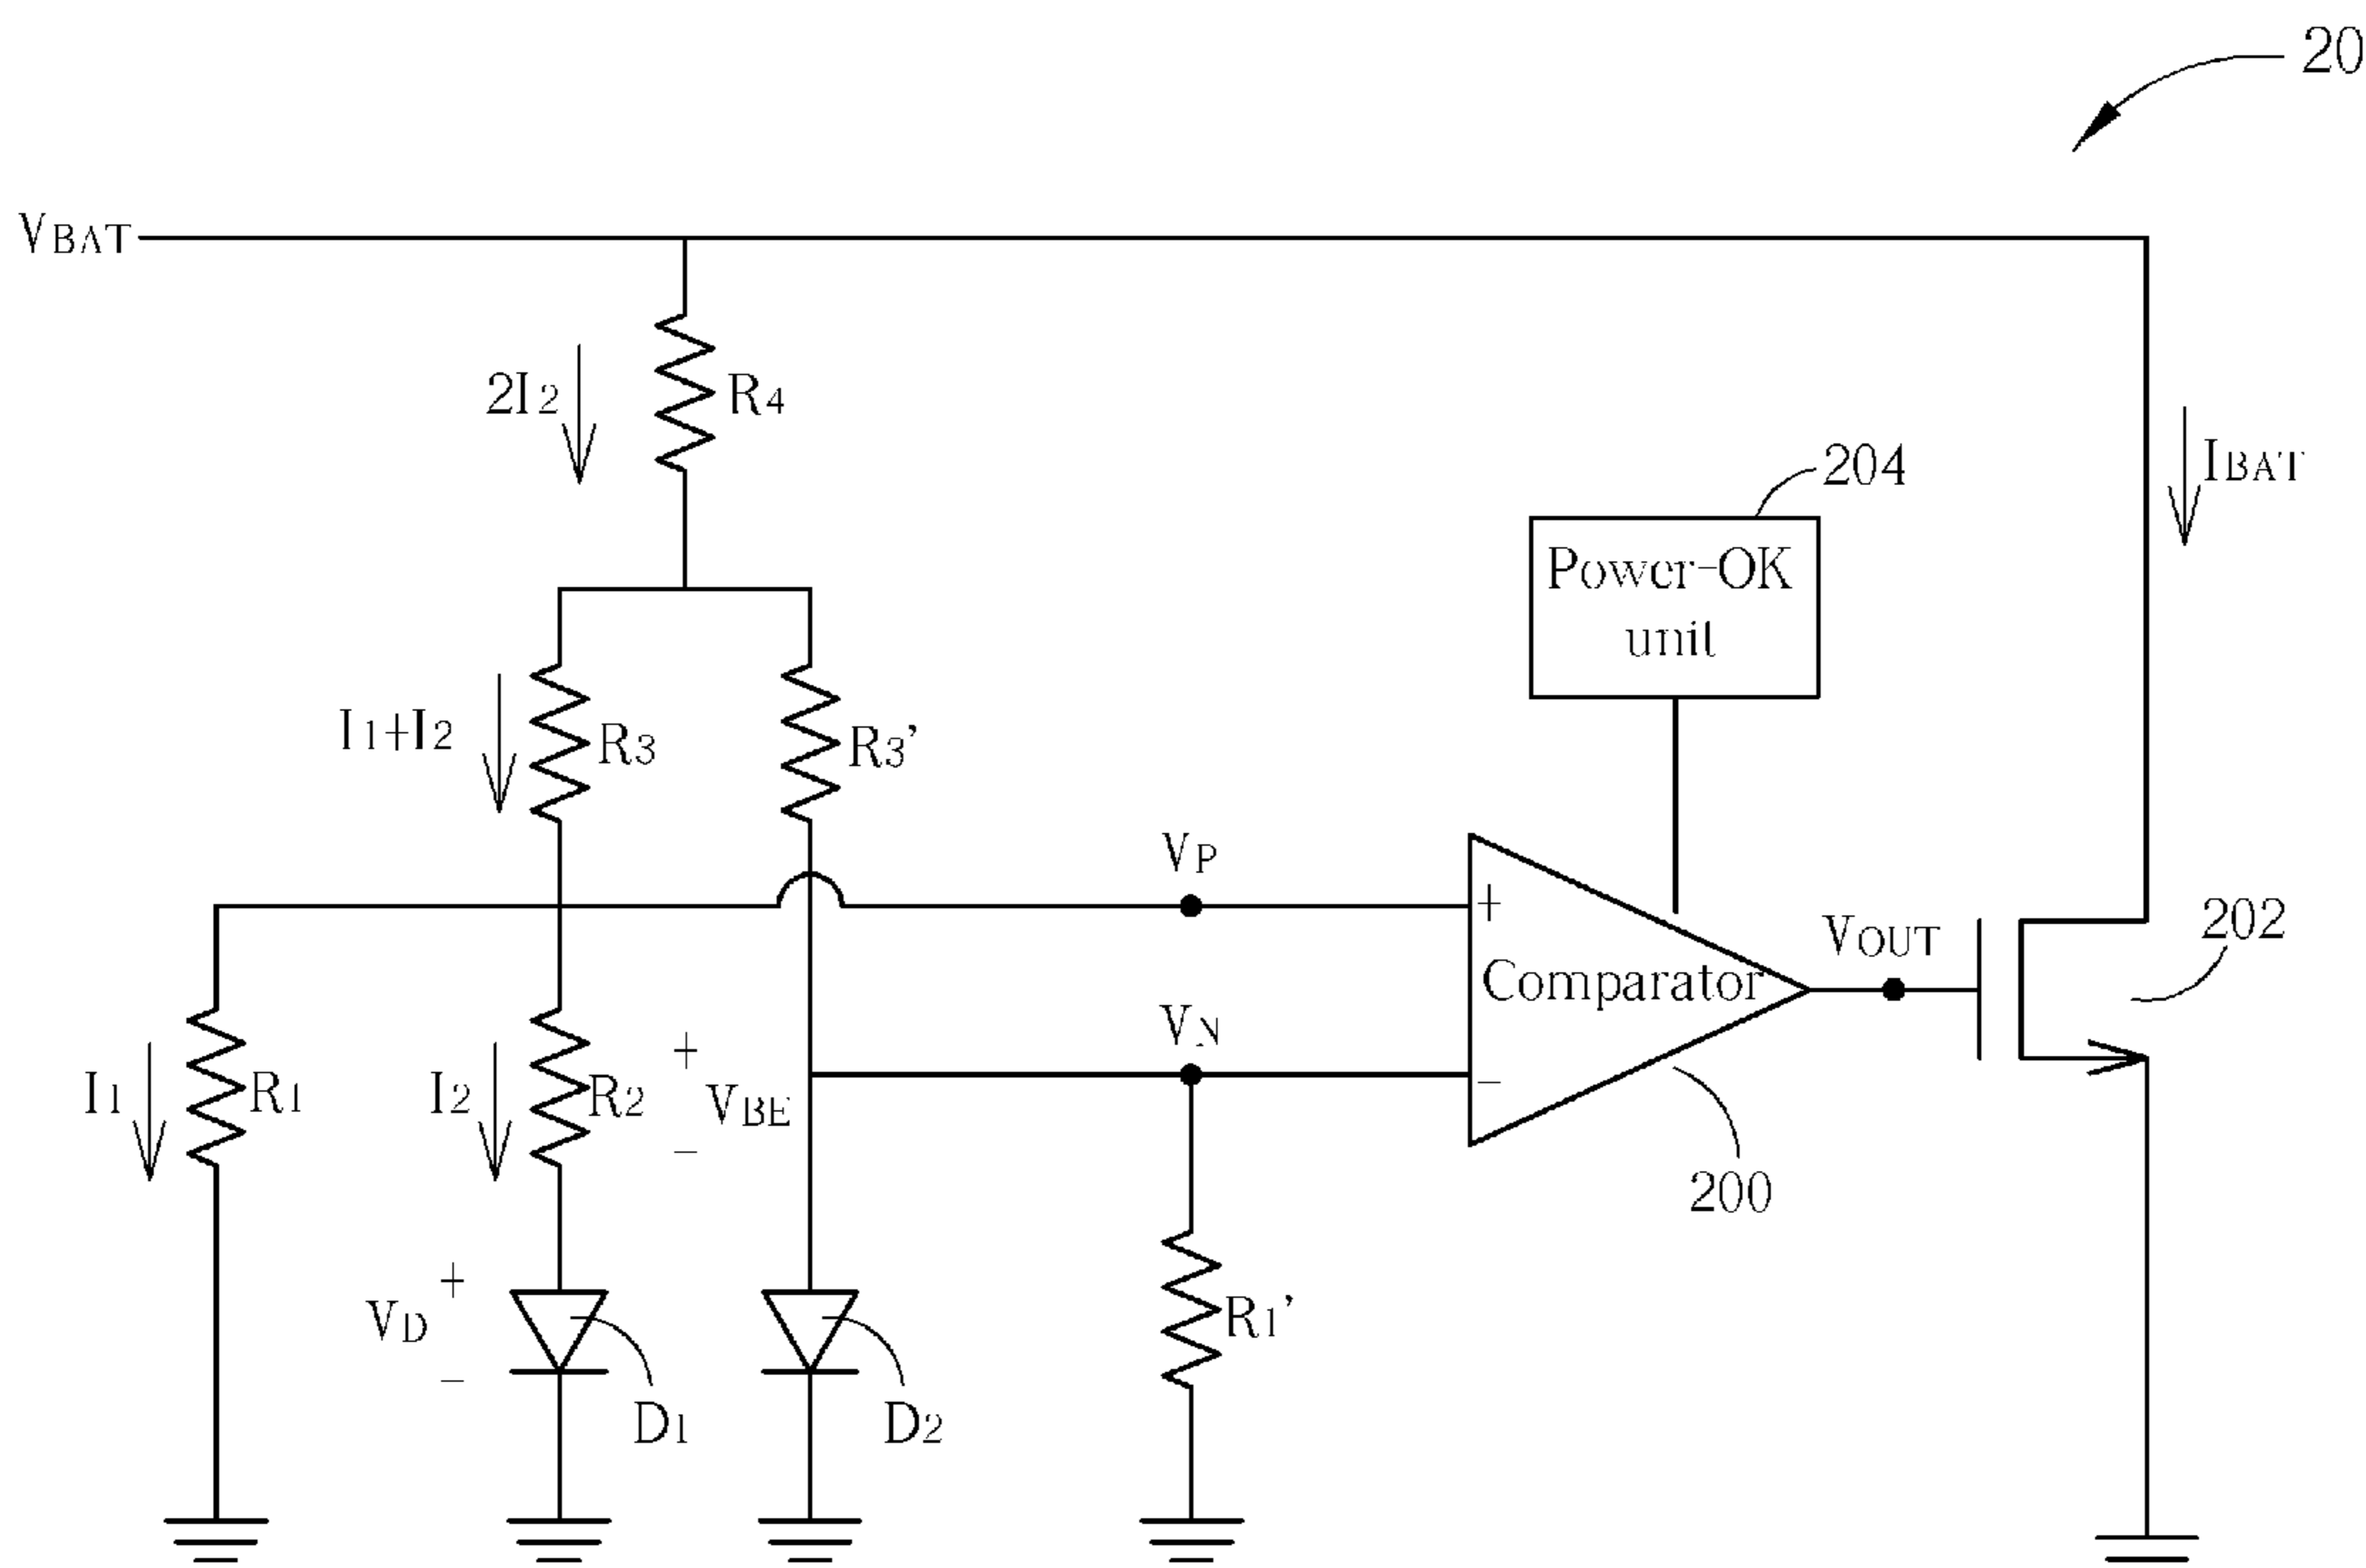 20
VBAT
2I2
R4
204
IBAT
Power-OK
unit
I1+I2
R3
R3'
VP
+
Comparator
VOUT
202
VN
−
I1
R1
I2
R2
+
VBE
−
200
+
VD
−
D1
D2
R1'